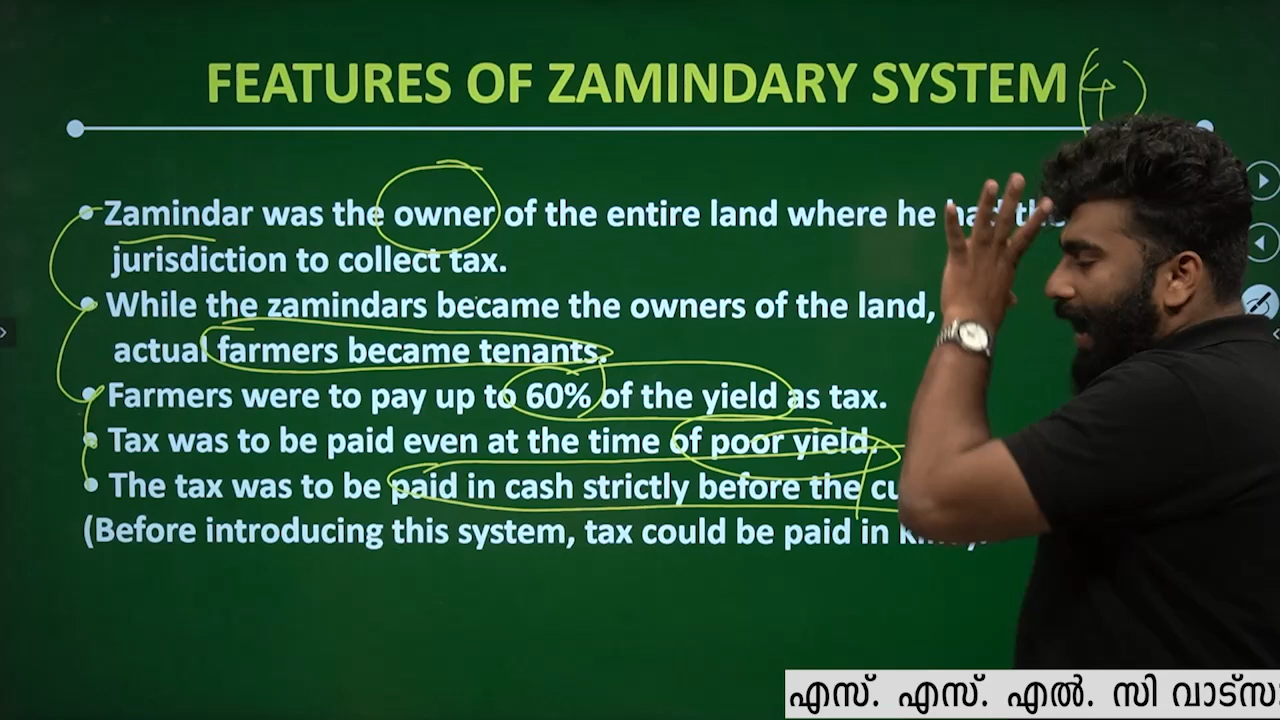 FEATURES OF ZAMINDARY SYSTEM (4)
• Zamindar was the owner of the entire land where he had the
jurisdiction to collect tax.
• While the zamindars became the owners of the land,
actual farmers became tenants.
• Farmers were to pay up to 60% of the yield as tax.
• Tax was to be paid even at the time of poor yield.
• The tax was to be paid in cash strictly before the
(Before introducing this system, tax could be paid in
എസ്. എസ്. എൽ. സി